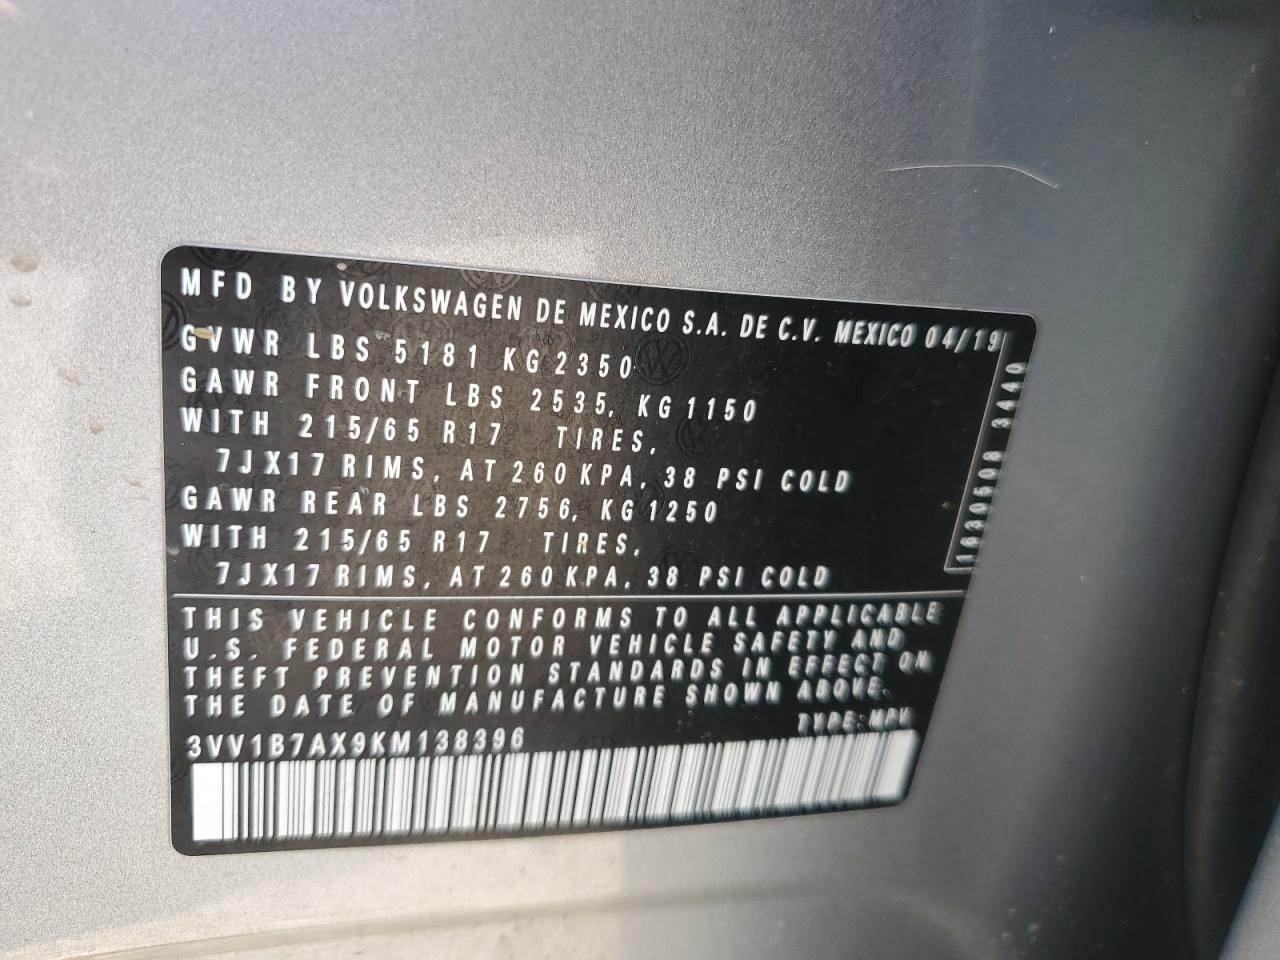 MFD BY VOLKSWAGEN DE MEXICO S.A. DE C.V. MEXICO 04/19
GVWR LBS 5181 KG 2350
GAWR FRONT LBS 2535, KG 1150
WITH 215/65 R17 TIRES,
7JX17 RIMS, AT 260 KPA, 38 PSI COLD
GAWR REAR LBS 2756, KG 1250
WITH 215/65 R17 TIRES,
7JX17 RIMS, AT 260 KPA, 38 PSI COLD
1030508 3440
THIS VEHICLE CONFORMS TO ALL APPLICABLE
U.S. FEDERAL MOTOR VEHICLE SAFETY AND
THEFT PREVENTION STANDARDS IN EFFECT ON
THE DATE OF MANUFACTURE SHOWN ABOVE.
TYPE: MPV
3VV1B7AX9KM138396